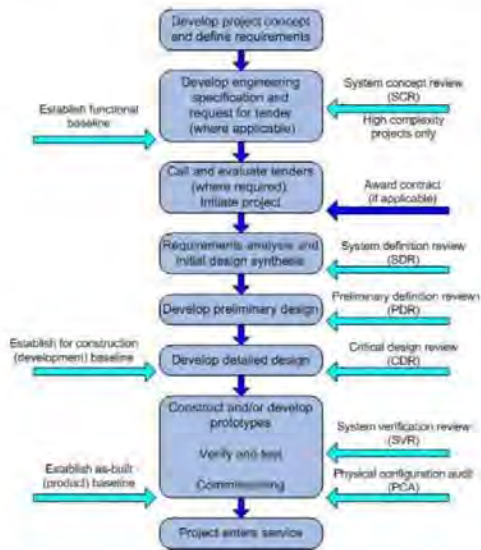 Develop project concept
and define requirements
Develop engineering
specification and
request for tender
(where applicable)
System concept review
(SCR)
High complexity
projects only
Establish functional
baseline
Call and evaluate tenders
(where required)
Initiate project
Award contract
(if applicable)
Requirements analysis and
initial design synthesis
System definition review
(SDR)
Develop preliminary design
Preliminary definition review
(PDR)
Establish for construction
(development) baseline
Develop detailed design
Critical design review
(CDR)
Construct and/or develop
prototypes
Verify and test
Commissioning
System verification review
(SVR)
Establish as-built
(product) baseline
Physical configuration audit
(PCA)
Project enters service